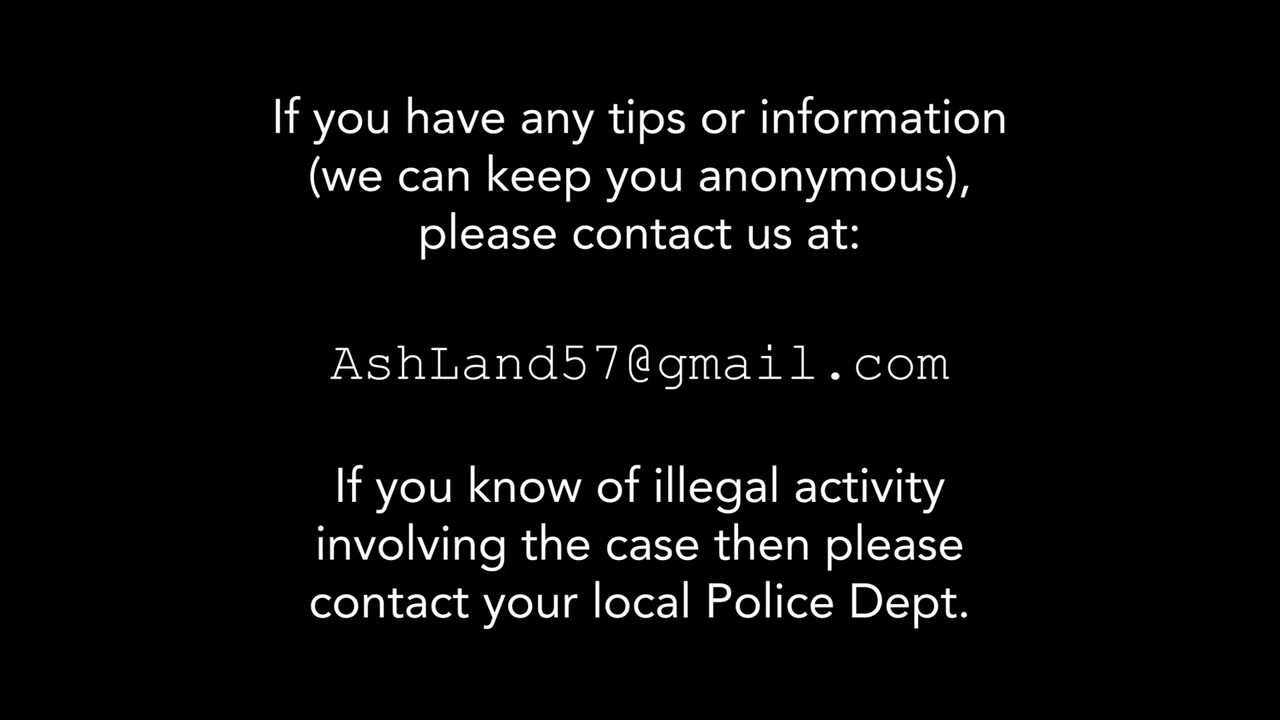 If you have any tips or information
(we can keep you anonymous),
please contact us at:
AshLand57@gmail.com
If you know of illegal activity
involving the case then please
contact your local Police Dept.